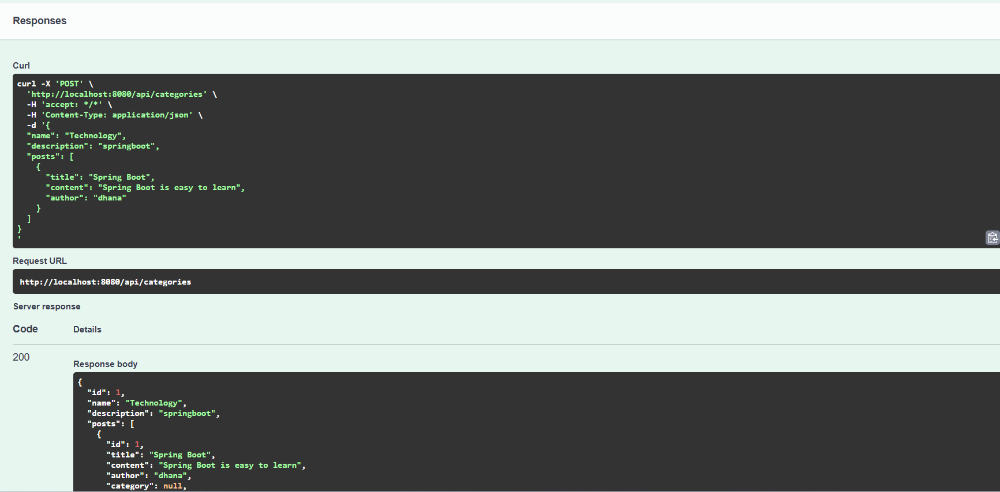 Responses
Curl
curl -X 'POST' \
  'http://localhost:8080/api/categories' \
  -H 'accept: */*' \
  -H 'Content-Type: application/json' \
  -d '{
  "name": "Technology",
  "description": "springboot",
  "posts": [
    {
      "title": "Spring Boot",
      "content": "Spring Boot is easy to learn",
      "author": "dhana"
    }
  ]
}
'
Request URL
http://localhost:8080/api/categories
Server response
Code Details
200
Response body
{
  "id": 1,
  "name": "Technology",
  "description": "springboot",
  "posts": [
    {
      "id": 1,
      "title": "Spring Boot",
      "content": "Spring Boot is easy to learn",
      "author": "dhana",
      "category": null,